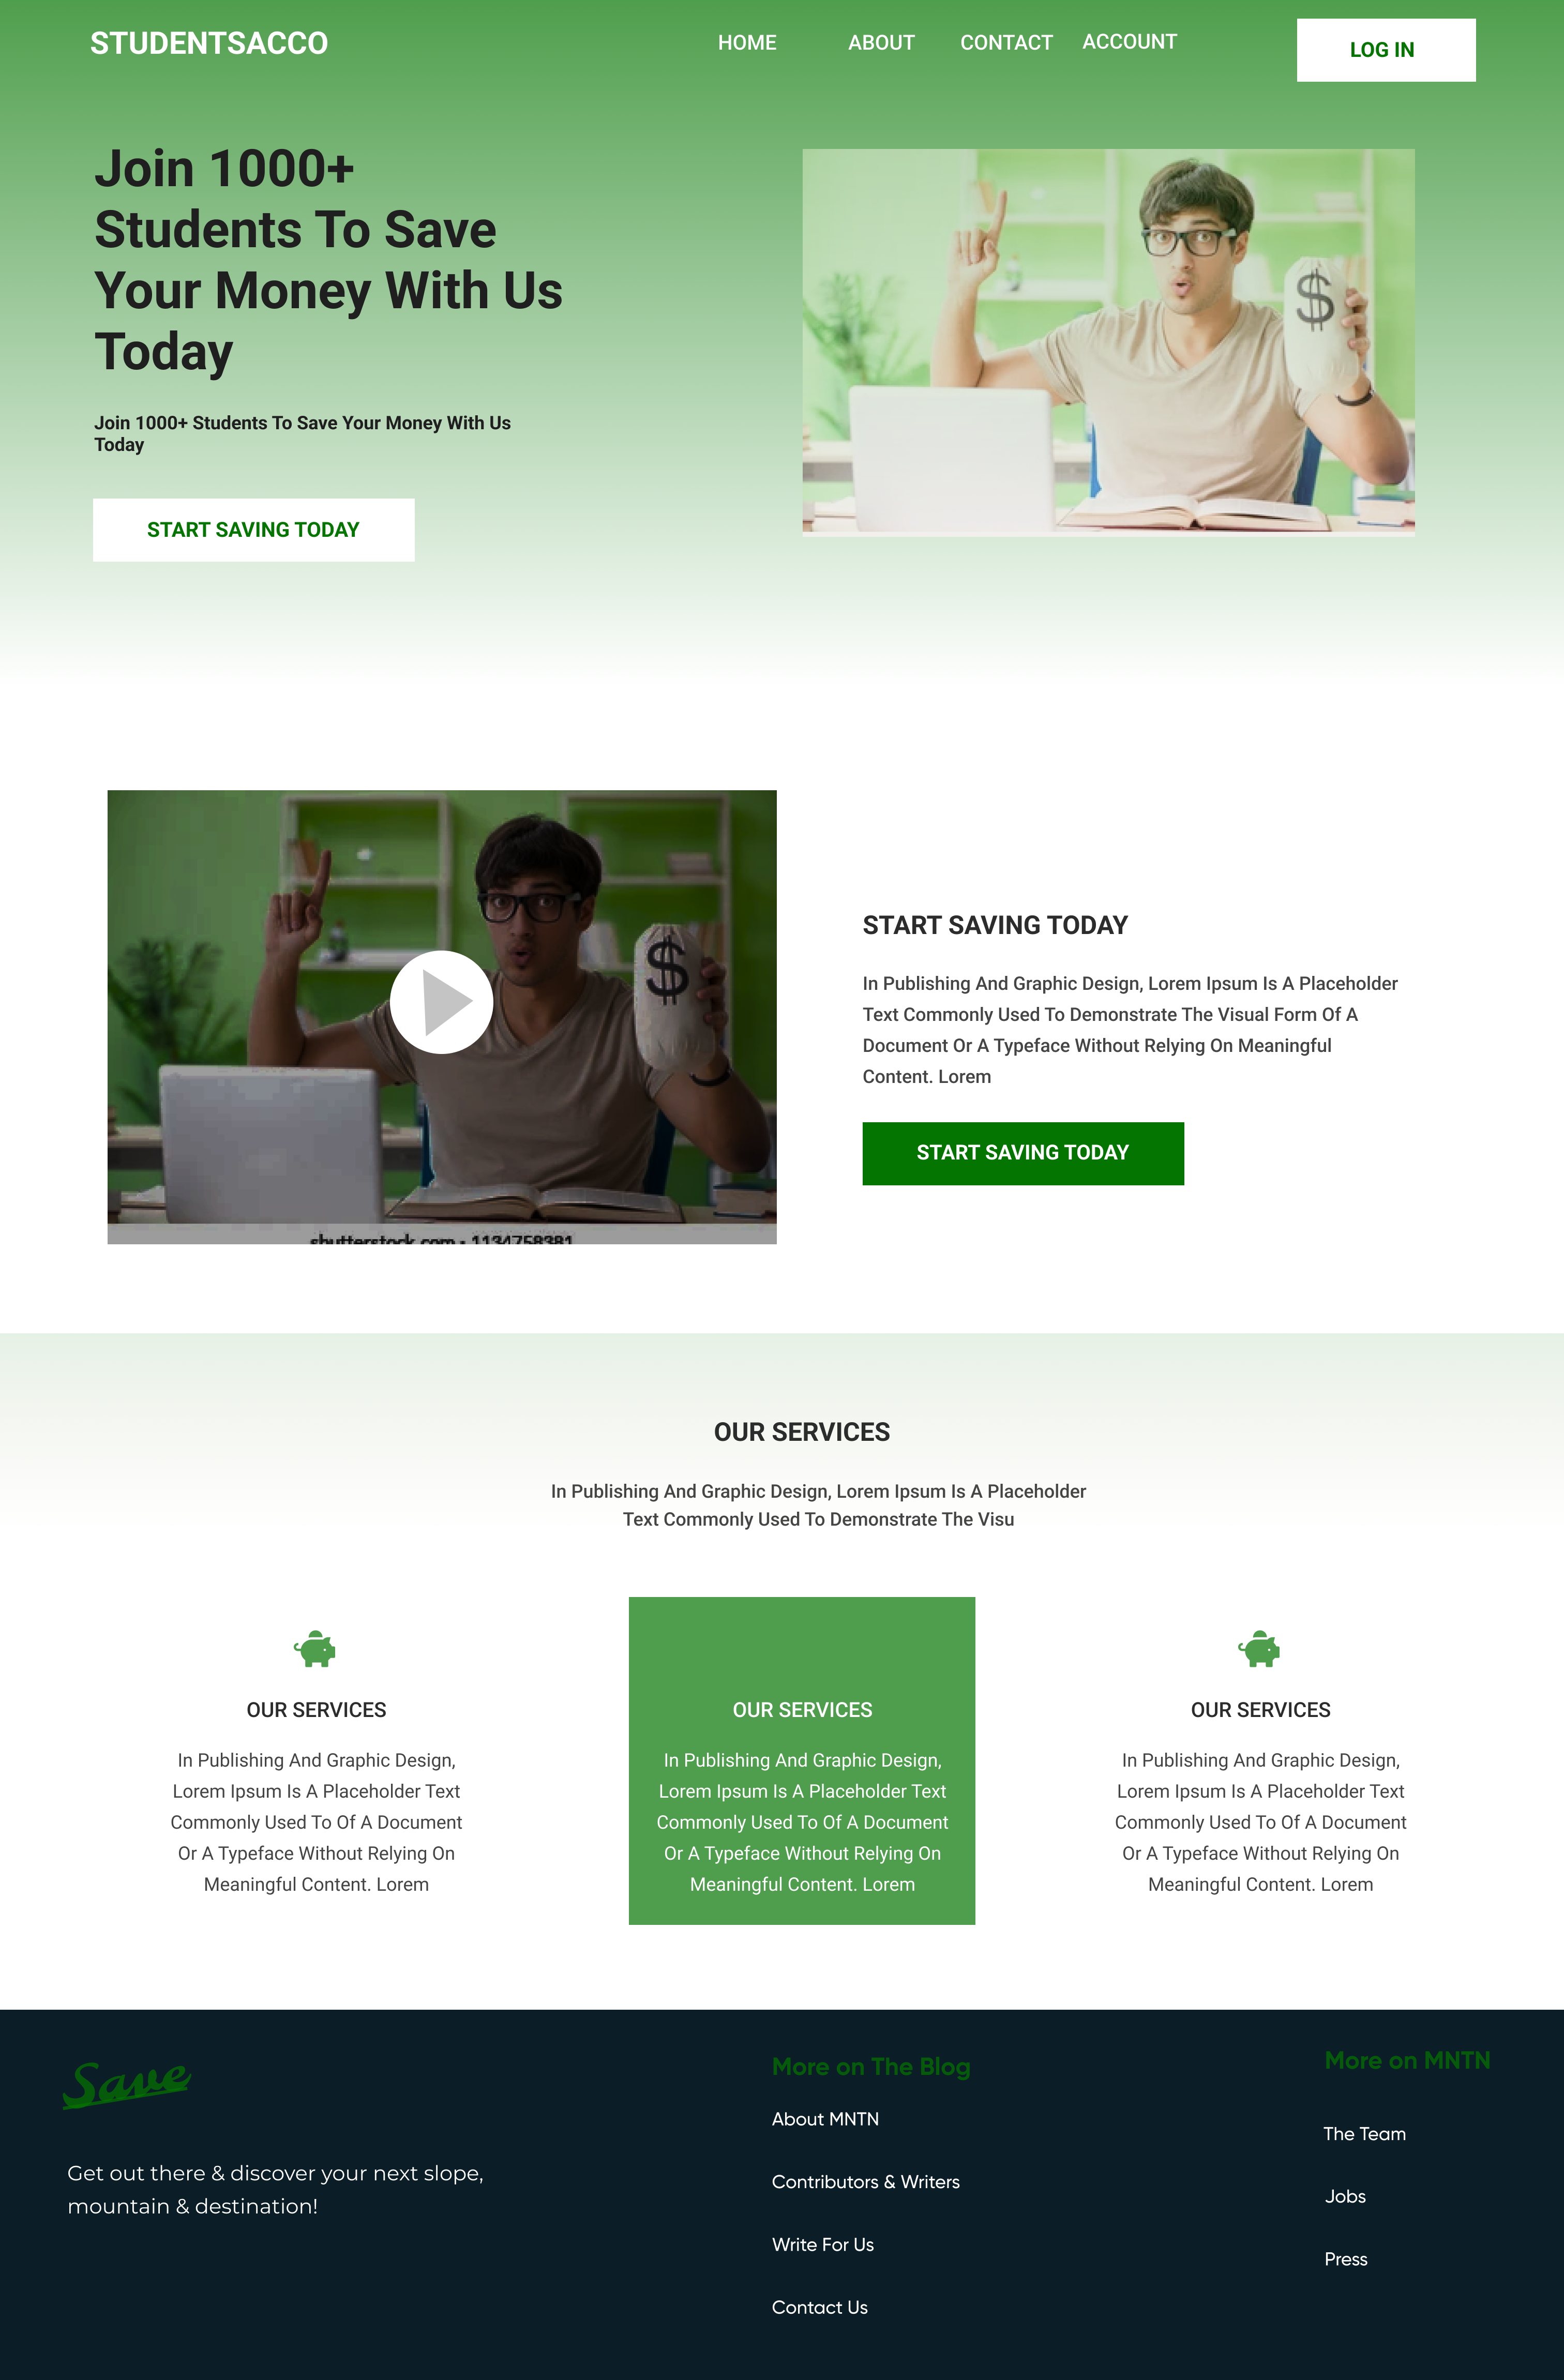 STUDENTSACCO
HOME
ABOUT
CONTACT
ACCOUNT
LOG IN
Join 1000+
Students To Save
Your Money With Us
Today
Join 1000+ Students To Save Your Money With Us
Today
START SAVING TODAY
$
$
shutterstock.com · 1134758381
START SAVING TODAY
In Publishing And Graphic Design, Lorem Ipsum Is A Placeholder
Text Commonly Used To Demonstrate The Visual Form Of A
Document Or A Typeface Without Relying On Meaningful
Content. Lorem
START SAVING TODAY
OUR SERVICES
In Publishing And Graphic Design, Lorem Ipsum Is A Placeholder
Text Commonly Used To Demonstrate The Visu
OUR SERVICES
In Publishing And Graphic Design,
Lorem Ipsum Is A Placeholder Text
Commonly Used To Of A Document
Or A Typeface Without Relying On
Meaningful Content. Lorem
OUR SERVICES
In Publishing And Graphic Design,
Lorem Ipsum Is A Placeholder Text
Commonly Used To Of A Document
Or A Typeface Without Relying On
Meaningful Content. Lorem
OUR SERVICES
In Publishing And Graphic Design,
Lorem Ipsum Is A Placeholder Text
Commonly Used To Of A Document
Or A Typeface Without Relying On
Meaningful Content. Lorem
Save
Get out there & discover your next slope,
mountain & destination!
More on The Blog
About MNTN
Contributors & Writers
Write For Us
Contact Us
More on MNTN
The Team
Jobs
Press